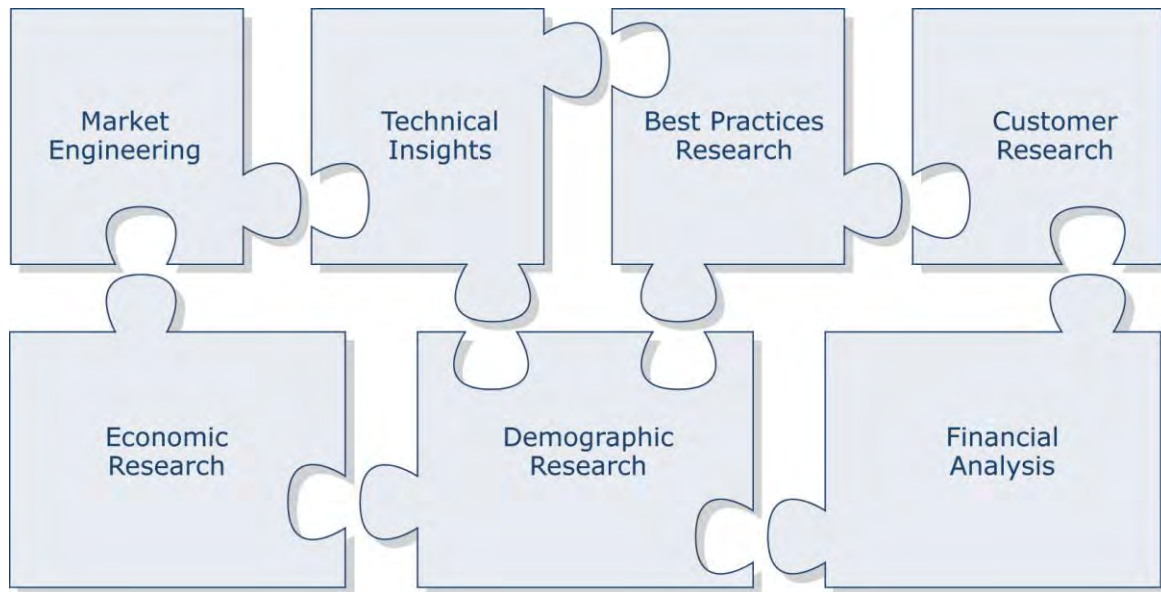 Market
Engineering
Technical
Insights
Best Practices
Research
Customer
Research
Economic
Research
Demographic
Research
Financial
Analysis